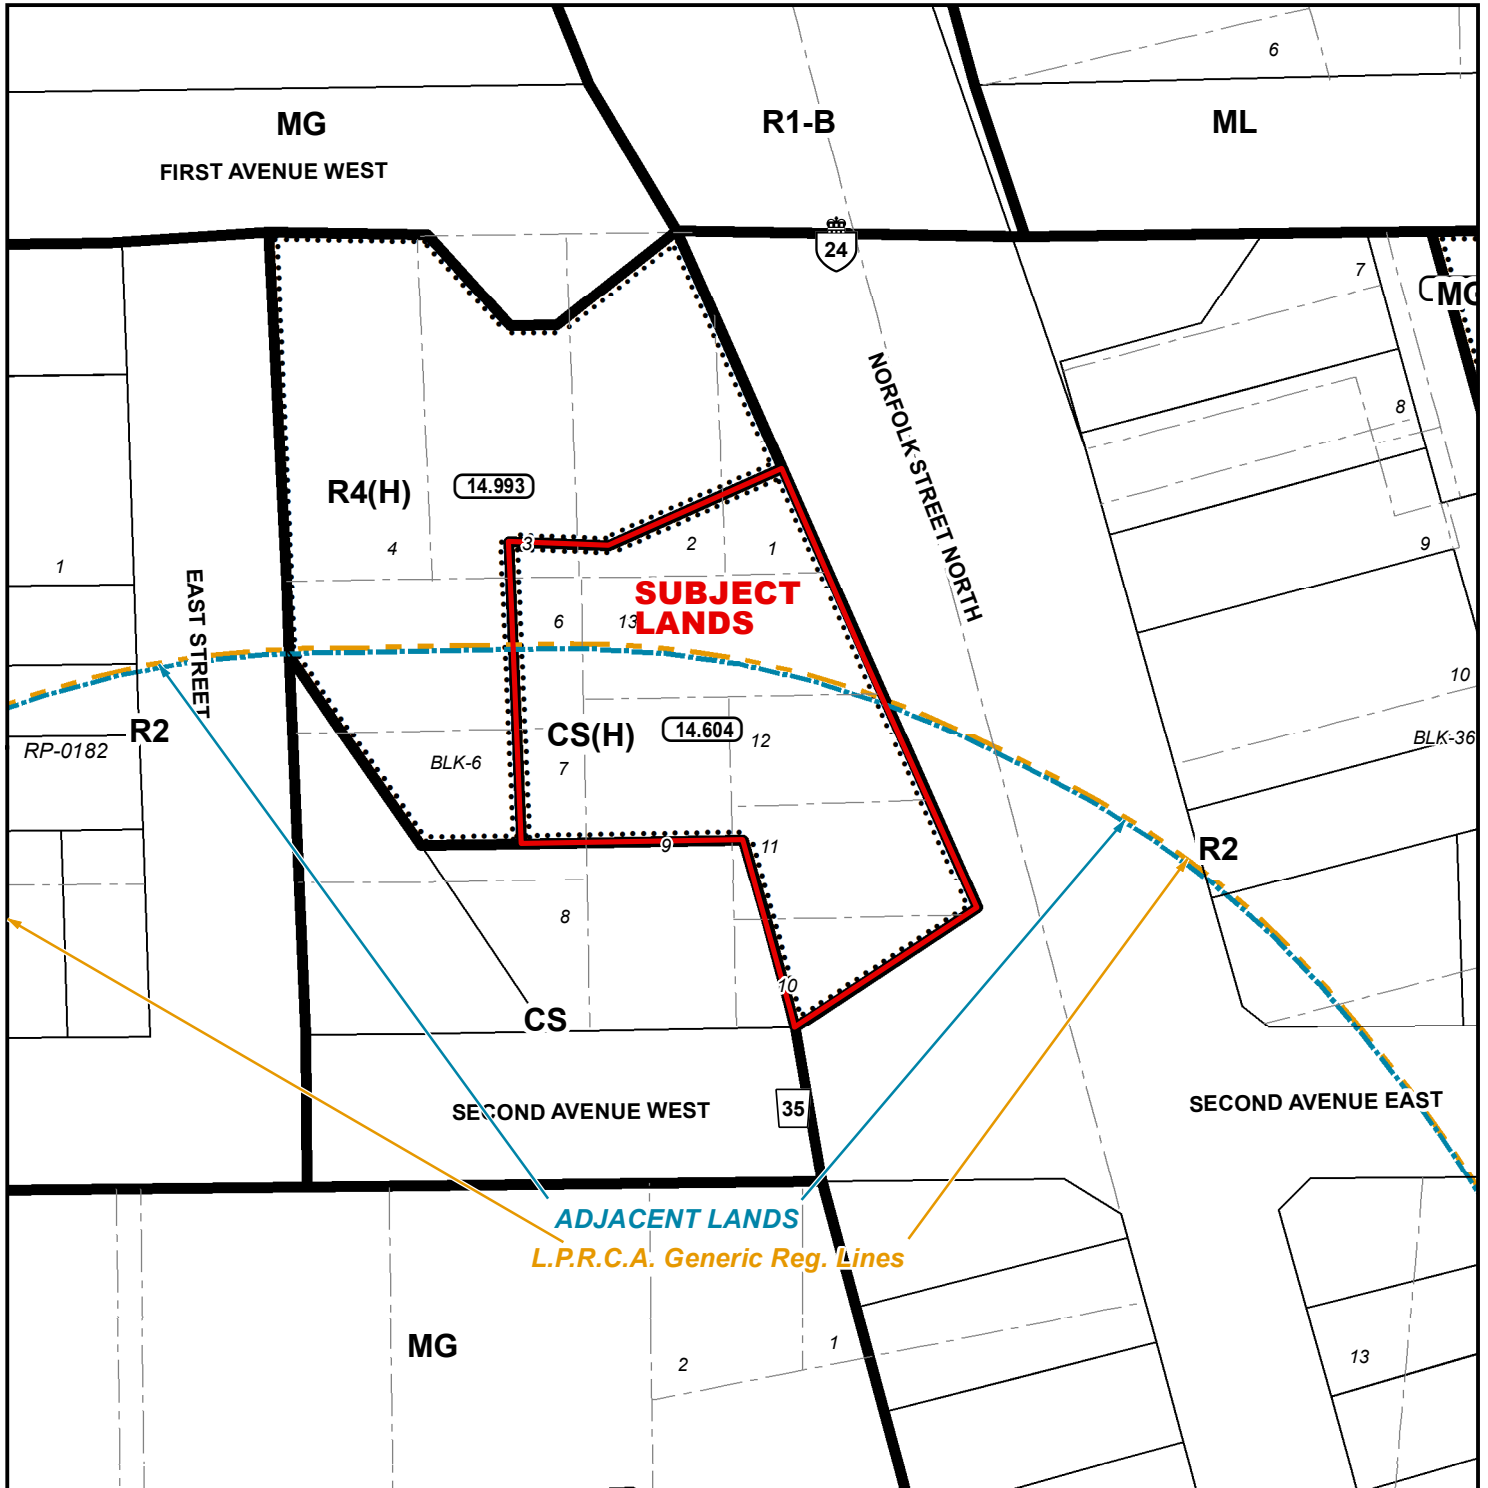 6
MG
R1-B
ML
FIRST AVENUE WEST
24
7
MG
NORFOLK STREET NORTH
8
R4(H)
14.993
4
3
2
1
9
1
EAST STREET
SUBJECT
LANDS
6
13
10
R2
RP-0182
BLK-6
CS(H)
14.604
12
7
BLK-36
9
11
R2
8
10
CS
SECOND AVENUE WEST
35
SECOND AVENUE EAST
ADJACENT LANDS
L.P.R.C.A. Generic Reg. Lines
MG
2
1
13